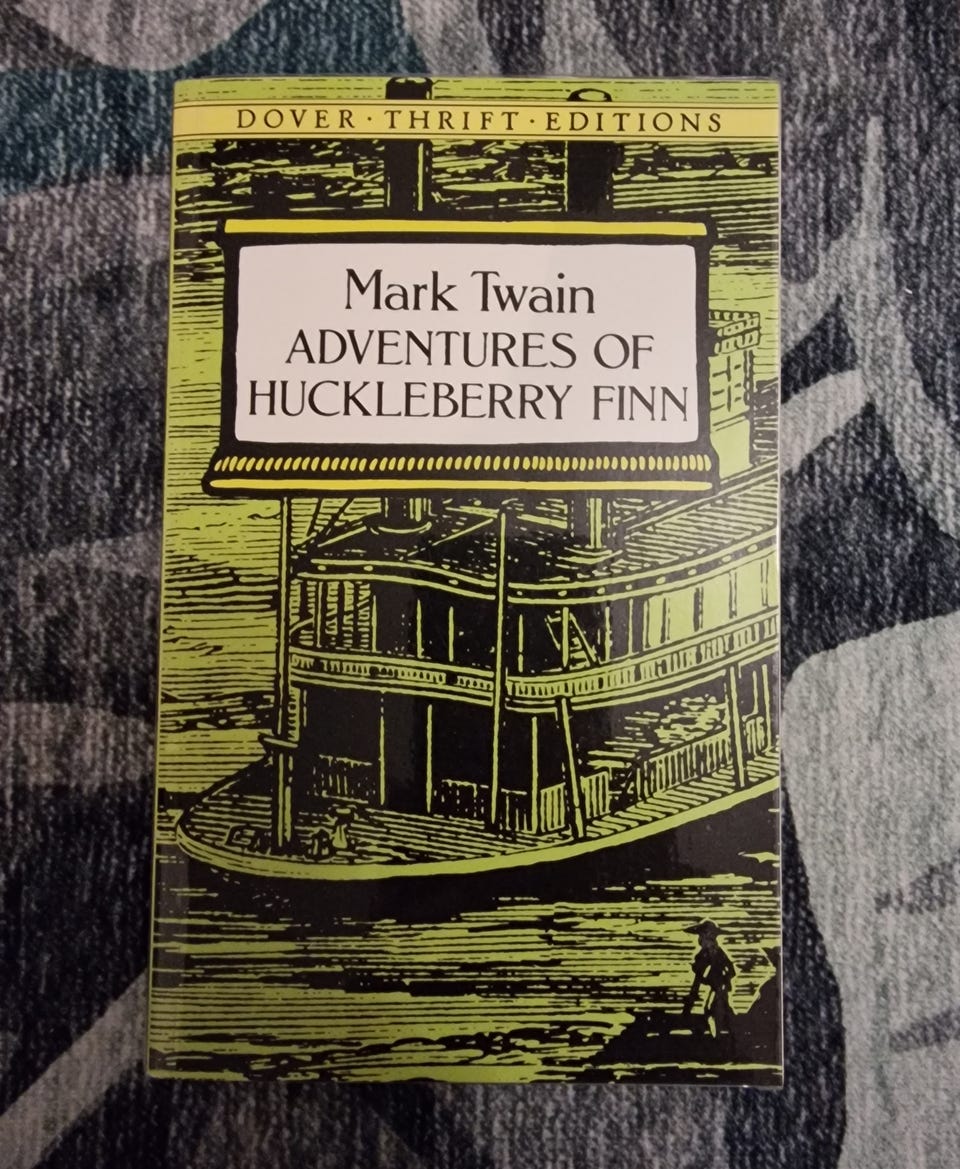 DOVER · THRIFT · EDITIONS
Mark Twain
ADVENTURES OF
HUCKLEBERRY FINN